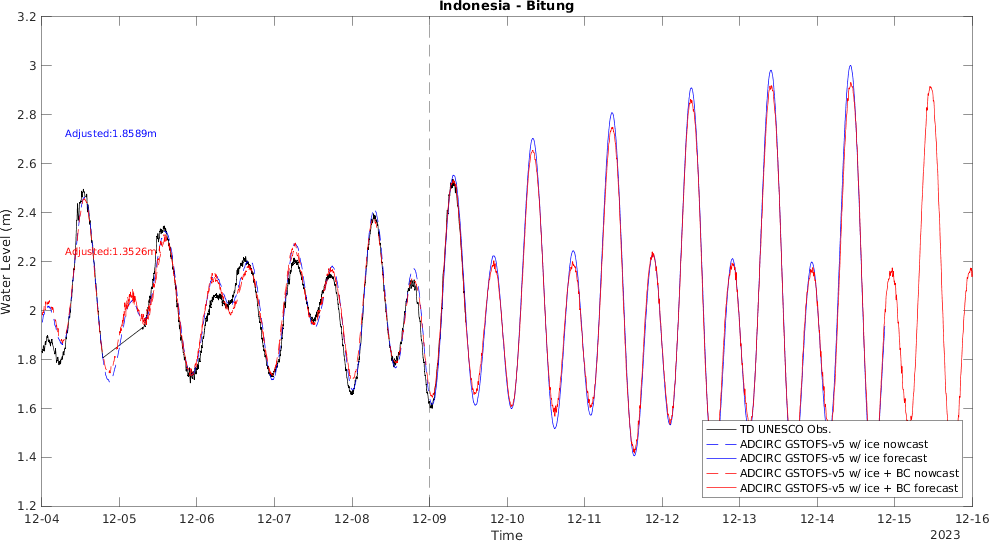 Indonesia - Bitung
3.2
3
2.8
2.6
2.4
2.2
2
1.8
1.6
1.4
1.2
Water Level (m)
Adjusted:1.8589m
Adjusted:1.3526m
TD UNESCO Obs.
ADCIRC GSTOFS-v5 w/ ice nowcast
ADCIRC GSTOFS-v5 w/ ice forecast
ADCIRC GSTOFS-v5 w/ ice + BC nowcast
ADCIRC GSTOFS-v5 w/ ice + BC forecast
12-04 12-05 12-06 12-07 12-08 12-09 12-10 12-11 12-12 12-13 12-14 12-15 12-16
Time
2023